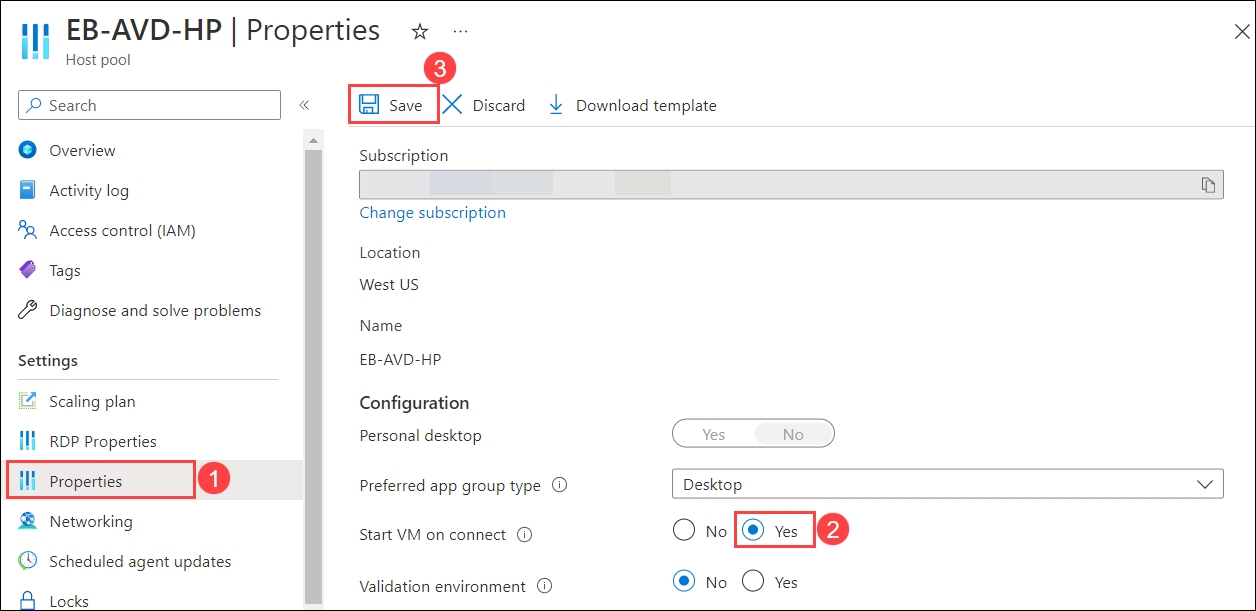 EB-AVD-HP | Properties
Host pool
Search
Overview
Activity log
Access control (IAM)
Tags
Diagnose and solve problems
Settings
Scaling plan
RDP Properties
Properties
1
Networking
Scheduled agent updates
Locks
3
Save
Discard
Download template
Subscription
Change subscription
Location
West US
Name
EB-AVD-HP
Configuration
Personal desktop
Yes No
Preferred app group type
Desktop
Start VM on connect
No Yes
2
Validation environment
No Yes